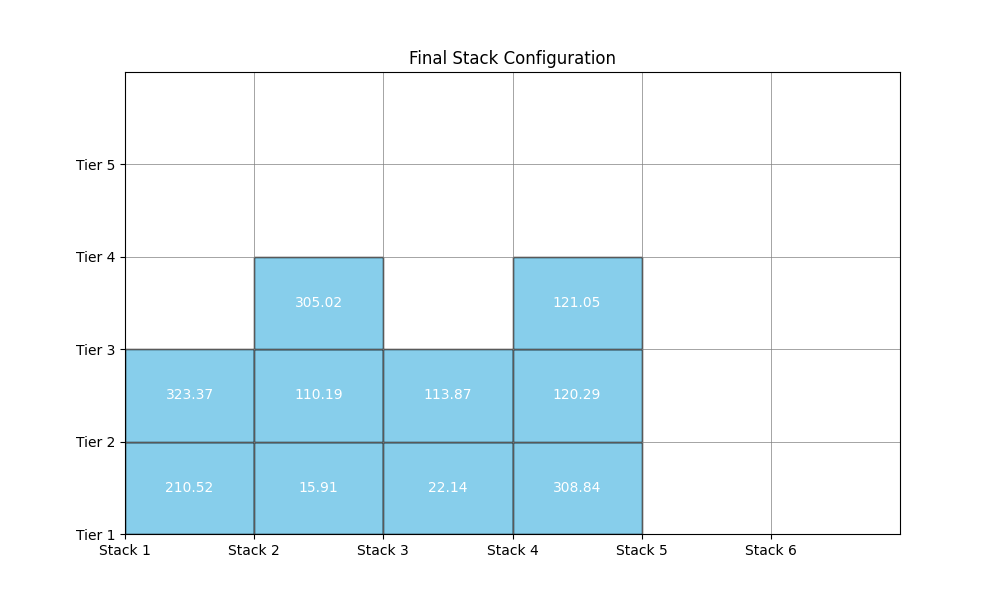 Final Stack Configuration
Tier 5
Tier 4
305.02 121.05
Tier 3
323.37 110.19 113.87 120.29
Tier 2
210.52 15.91 22.14 308.84
Tier 1
Stack 1 Stack 2 Stack 3 Stack 4 Stack 5 Stack 6